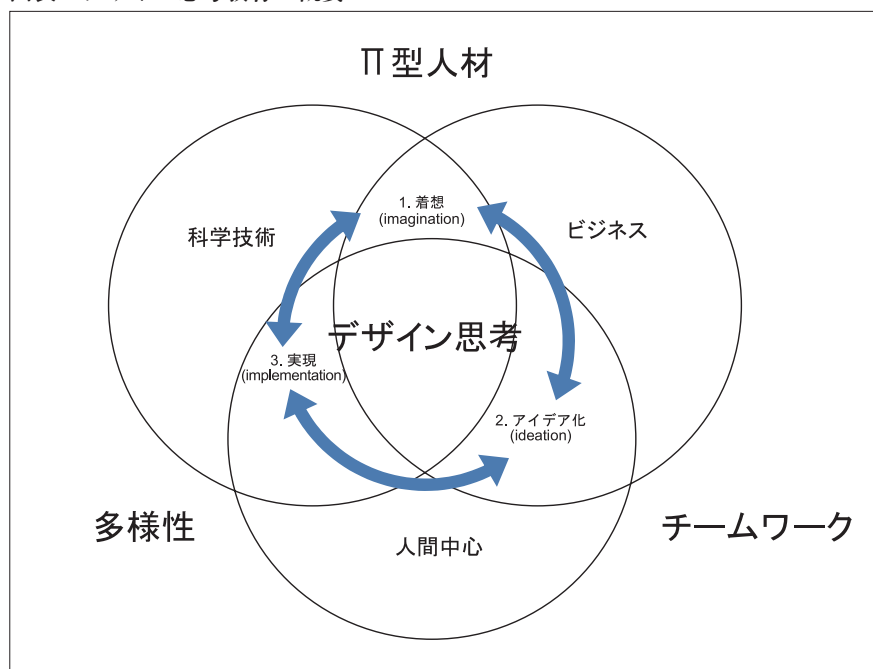 Π型人材
1. 着想
(imagination)
科学技術
ビジネス
デザイン思考
3. 実現
(implementation)
2. アイデア化
(ideation)
多様性
チームワーク
人間中心